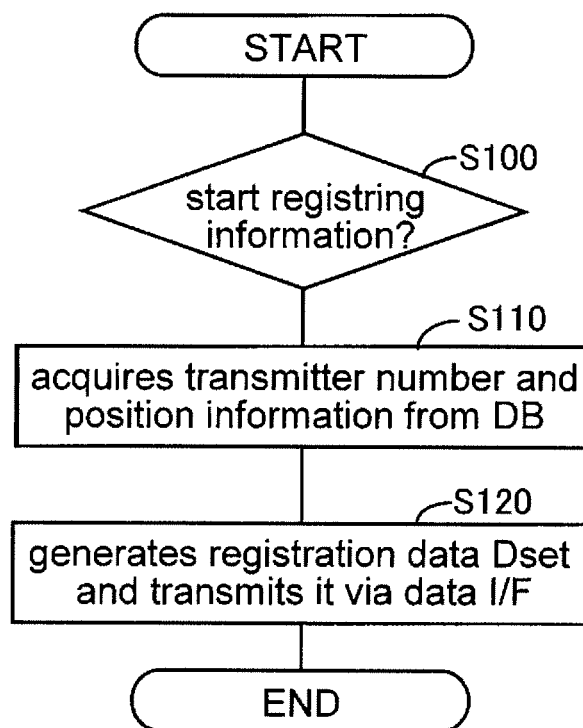 START
S100
start registring
information?
S110
acquires transmitter number and
position information from DB
S120
generates registration data Dset
and transmits it via data I/F
END